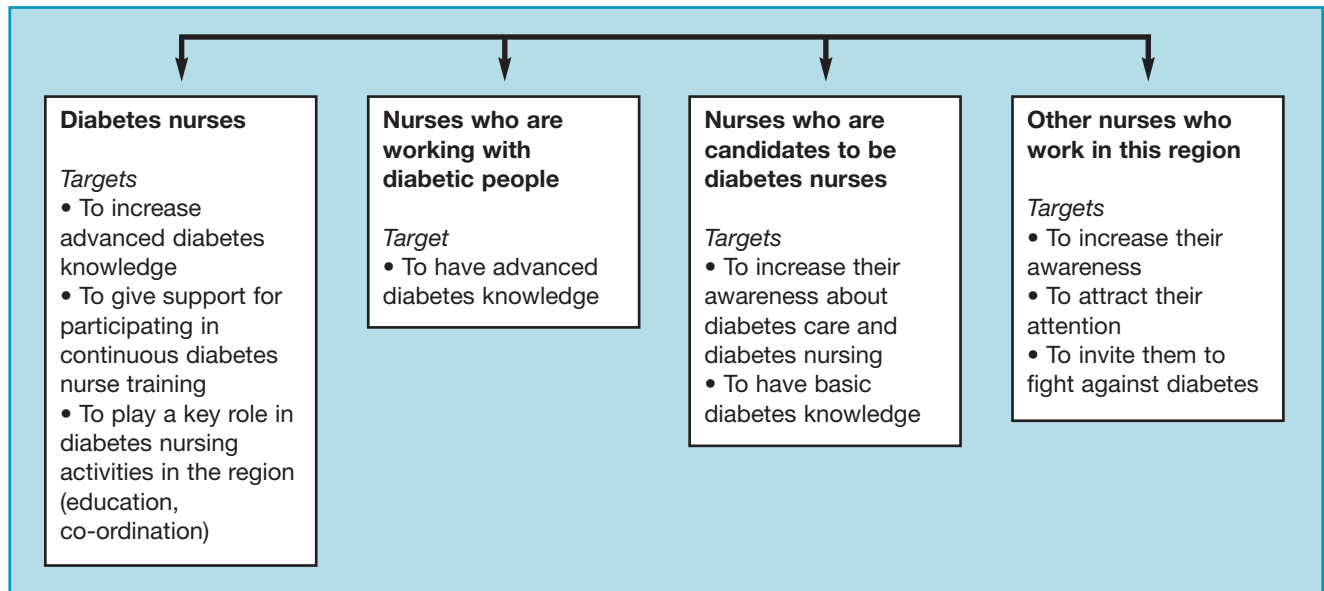 Diabetes nurses
Targets
• To increase
advanced diabetes
knowledge
• To give support for
participating in
continuous diabetes
nurse training
• To play a key role in
diabetes nursing
activities in the region
(education,
co-ordination)
Nurses who are
working with
diabetic people
Target
• To have advanced
diabetes knowledge
Nurses who are
candidates to be
diabetes nurses
Targets
• To increase their
awareness about
diabetes care and
diabetes nursing
• To have basic
diabetes knowledge
Other nurses who
work in this region
Targets
• To increase their
awareness
• To attract their
attention
• To invite them to
fight against diabetes